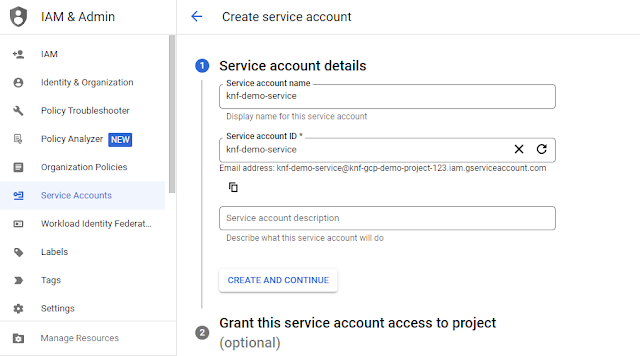 IAM & Admin
IAM
Identity & Organization
Policy Troubleshooter
Policy Analyzer NEW
Organization Policies
Service Accounts
Workload Identity Federat...
Labels
Tags
Settings
Manage Resources
Create service account
1 Service account details
Service account name
knf-demo-service
Display name for this service account
Service account ID *
knf-demo-service
Email address: knf-demo-service@knf-gcp-demo-project-123.iam.gserviceaccount.com
Service account description
Describe what this service account will do
CREATE AND CONTINUE
2 Grant this service account access to project
(optional)